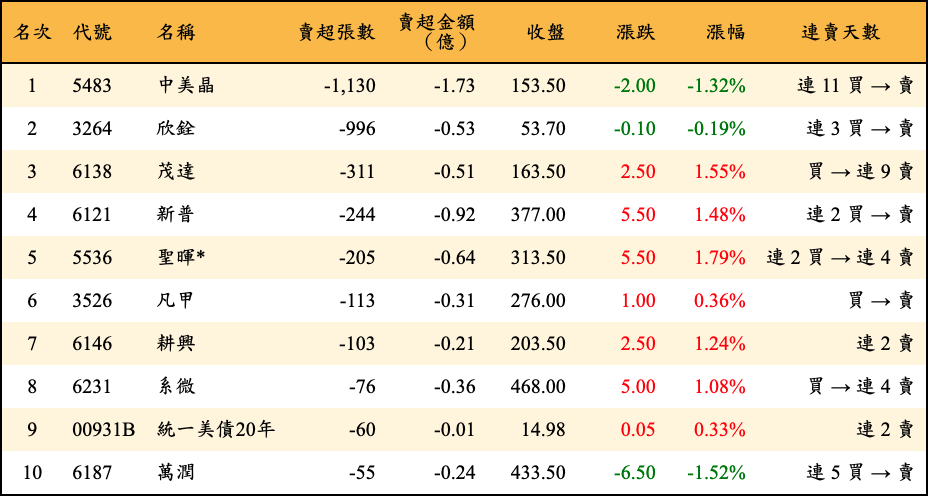 名次 代號 名稱 賣超張數 賣超金額（億） 收盤 漲跌 漲幅 連賣天數
1 5483 中美晶 -1,130 -1.73 153.50 -2.00 -1.32% 連 11 買 → 賣
2 3264 欣銓 -996 -0.53 53.70 -0.10 -0.19% 連 3 買 → 賣
3 6138 茂達 -311 -0.51 163.50 2.50 1.55% 買 → 連 9 賣
4 6121 新普 -244 -0.92 377.00 5.50 1.48% 連 2 買 → 賣
5 5536 聖暉* -205 -0.64 313.50 5.50 1.79% 連 2 買 → 連 4 賣
6 3526 凡甲 -113 -0.31 276.00 1.00 0.36% 買 → 賣
7 6146 耕興 -103 -0.21 203.50 2.50 1.24% 連 2 賣
8 6231 系微 -76 -0.36 468.00 5.00 1.08% 買 → 連 4 賣
9 00931B 統一美債20年 -60 -0.01 14.98 0.05 0.33% 連 2 賣
10 6187 萬潤 -55 -0.24 433.50 -6.50 -1.52% 連 5 買 → 賣